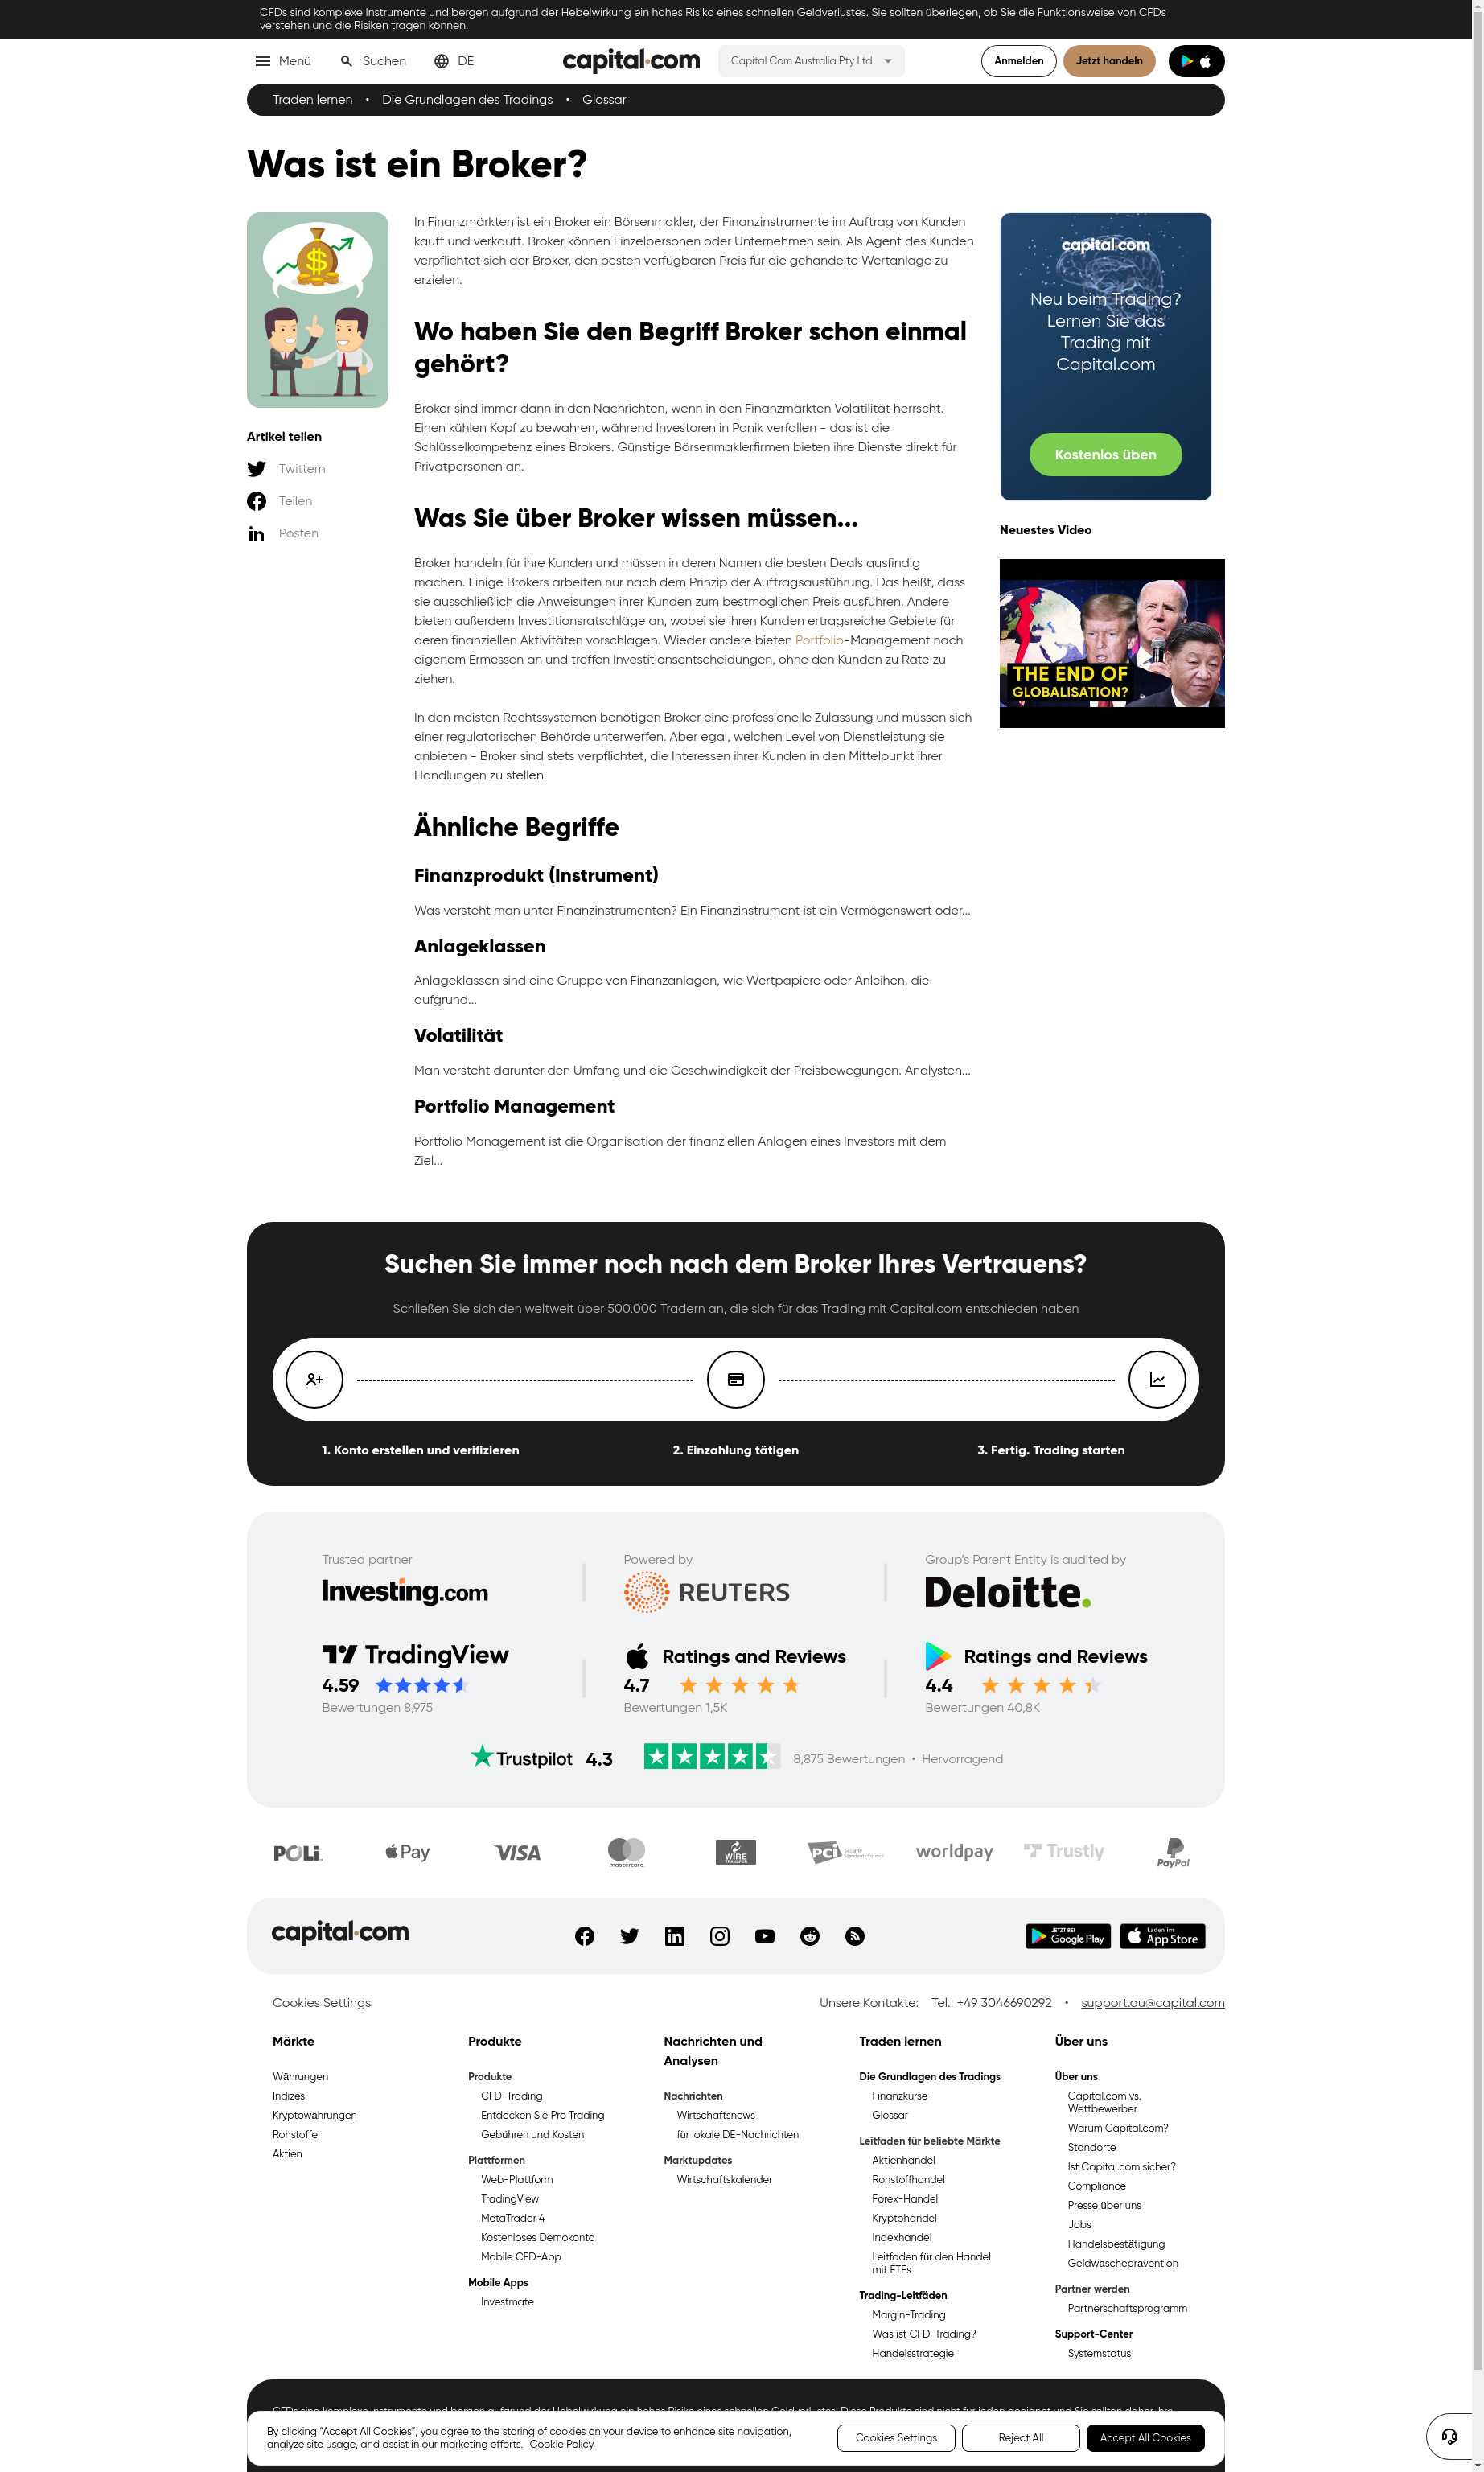 CFDs sind komplexe Instrumente und bergen aufgrund der Hebelwirkung ein hohes Risiko eines schnellen Geldverlustes. Sie sollten überlegen, ob Sie die Funktionsweise von CFDs
verstehen und die Risiken tragen können.
Menü
Suchen
DE
capital.com
Capital Com Australia Pty Ltd
Anmelden
Jetzt handeln
Traden lernen • Die Grundlagen des Tradings • Glossar
Was ist ein Broker?
In Finanzmärkten ist ein Broker ein Börsenmakler, der Finanzinstrumente im Auftrag von Kunden
kauft und verkauft. Broker können Einzelpersonen oder Unternehmen sein. Als Agent des Kunden
verpflichtet sich der Broker, den besten verfügbaren Preis für die gehandelte Wertanlage zu
erzielen.
Artikel teilen
Twittern
Teilen
Posten
Wo haben Sie den Begriff Broker schon einmal
gehört?
Broker sind immer dann in den Nachrichten, wenn in den Finanzmärkten Volatilität herrscht.
Einen kühlen Kopf zu bewahren, während Investoren in Panik verfallen - das ist die
Schlüsselkompetenz eines Brokers. Günstige Börsenmaklerfirmen bieten ihre Dienste direkt für
Privatpersonen an.
Was Sie über Broker wissen müssen...
Broker handeln für ihre Kunden und müssen in deren Namen die besten Deals ausfindig
machen. Einige Brokers arbeiten nur nach dem Prinzip der Auftragsausführung. Das heißt, dass
sie ausschließlich die Anweisungen ihrer Kunden zum bestmöglichen Preis ausführen. Andere
bieten außerdem Investitionsratschläge an, wobei sie ihren Kunden ertragsreiche Gebiete für
deren finanziellen Aktivitäten vorschlagen. Wieder andere bieten Portfolio-Management nach
eigenem Ermessen an und treffen Investitionsentscheidungen, ohne den Kunden zu Rate zu
ziehen.
In den meisten Rechtssystemen benötigen Broker eine professionelle Zulassung und müssen sich
einer regulatorischen Behörde unterwerfen. Aber egal, welchen Level von Dienstleistung sie
anbieten - Broker sind stets verpflichtet, die Interessen ihrer Kunden in den Mittelpunkt ihrer
Handlungen zu stellen.
Ähnliche Begriffe
Finanzprodukt (Instrument)
Was versteht man unter Finanzinstrumenten? Ein Finanzinstrument ist ein Vermögenswert oder...
Anlageklassen
Anlageklassen sind eine Gruppe von Finanzanlagen, wie Wertpapiere oder Anleihen, die
aufgrund...
Volatilität
Man versteht darunter den Umfang und die Geschwindigkeit der Preisbewegungen. Analysten...
Portfolio Management
Portfolio Management ist die Organisation der finanziellen Anlagen eines Investors mit dem
Ziel...
capital.com
Neu beim Trading?
Lernen Sie das
Trading mit
Capital.com
Kostenlos üben
Neuestes Video
THE END OF
GLOBALISATION?
Suchen Sie immer noch nach dem Broker Ihres Vertrauens?
Schließen Sie sich den weltweit über 500.000 Tradern an, die sich für das Trading mit Capital.com entschieden haben
1. Konto erstellen und verifizieren
2. Einzahlung tätigen
3. Fertig. Trading starten
Trusted partner
Investing.com
Powered by
REUTERS
Group's Parent Entity is audited by
Deloitte.
TradingView
4.59
Bewertungen 8,975
Ratings and Reviews
4.7
Bewertungen 1,5K
Ratings and Reviews
4.4
Bewertungen 40,8K
Trustpilot 4.3 8,875 Bewertungen • Hervorragend
POLi
Pay
VISA
mastercard
WIRE
TRANSFER
PCI Security
Standards Council
worldpay
Trustly
PayPal
capital.com
JETZT BEI
Google Play
Laden im
App Store
Cookies Settings
Unsere Kontakte: Tel.: +49 3046690292 • support.au@capital.com
Märkte
Währungen
Indizes
Kryptowährungen
Rohstoffe
Aktien
Produkte
Produkte
CFD-Trading
Entdecken Sie Pro Trading
Gebühren und Kosten
Plattformen
Web-Plattform
TradingView
MetaTrader 4
Kostenloses Demokonto
Mobile CFD-App
Mobile Apps
Investmate
Nachrichten und
Analysen
Nachrichten
Wirtschaftsnews
für lokale DE-Nachrichten
Marktupdates
Wirtschaftskalender
Traden lernen
Die Grundlagen des Tradings
Finanzkurse
Glossar
Leitfaden für beliebte Märkte
Aktienhandel
Rohstoffhandel
Forex-Handel
Kryptohandel
Indexhandel
Leitfaden für den Handel
mit ETFs
Trading-Leitfäden
Margin-Trading
Was ist CFD-Trading?
Handelsstrategie
Über uns
Über uns
Capital.com vs.
Wettbewerber
Warum Capital.com?
Standorte
Ist Capital.com sicher?
Compliance
Presse über uns
Jobs
Handelsbestätigung
Geldwäscheprävention
Partner werden
Partnerschaftsprogramm
Support-Center
Systemstatus
CFDs sind komplexe Instrumente und bergen aufgrund der Hebelwirkung ein hohes Risiko eines schnellen Geldverlustes. Diese Produkte sind nicht für jeden geeignet und Sie sollten daher Ihre
By clicking "Accept All Cookies", you agree to the storing of cookies on your device to enhance site navigation,
analyze site usage, and assist in our marketing efforts. Cookie Policy
Cookies Settings
Reject All
Accept All Cookies